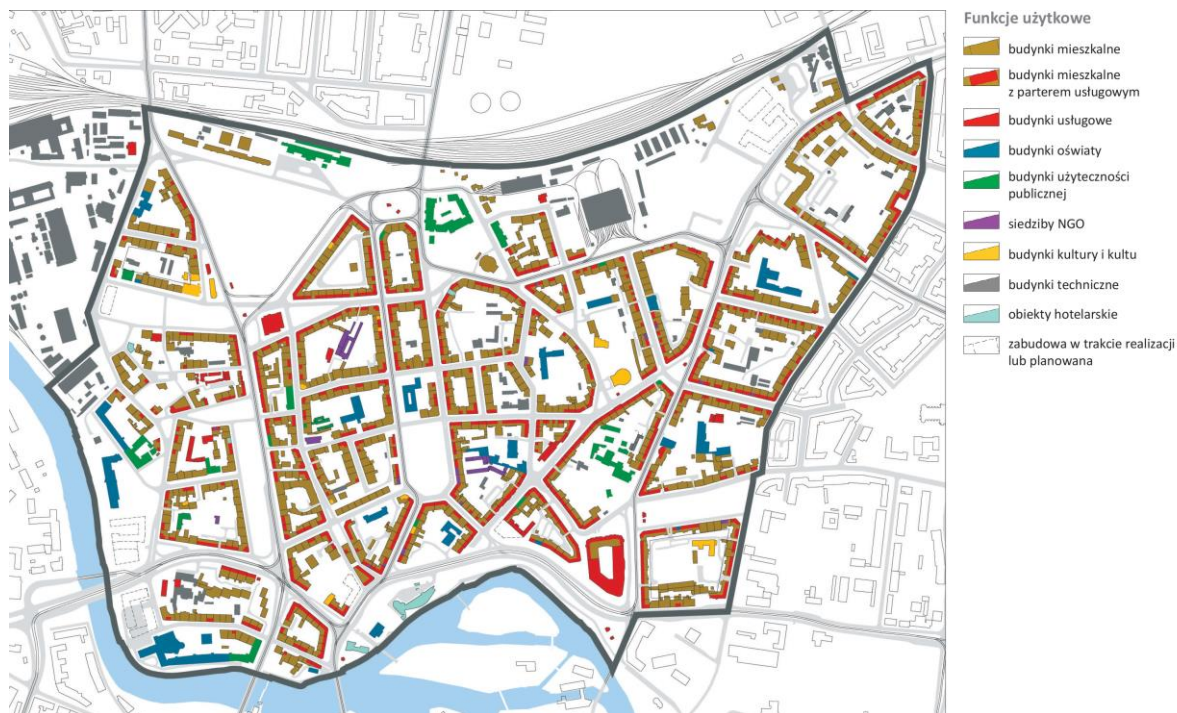 Funkcje użytkowe
budynki mieszkalne
budynki mieszkalne
z parterem usługowym
budynki usługowe
budynki oświaty
budynki użyteczności
publicznej
siedziby NGO
budynki kultury i kultu
budynki techniczne
obiekty hotelarskie
zabudowa w trakcie realizacji
lub planowana